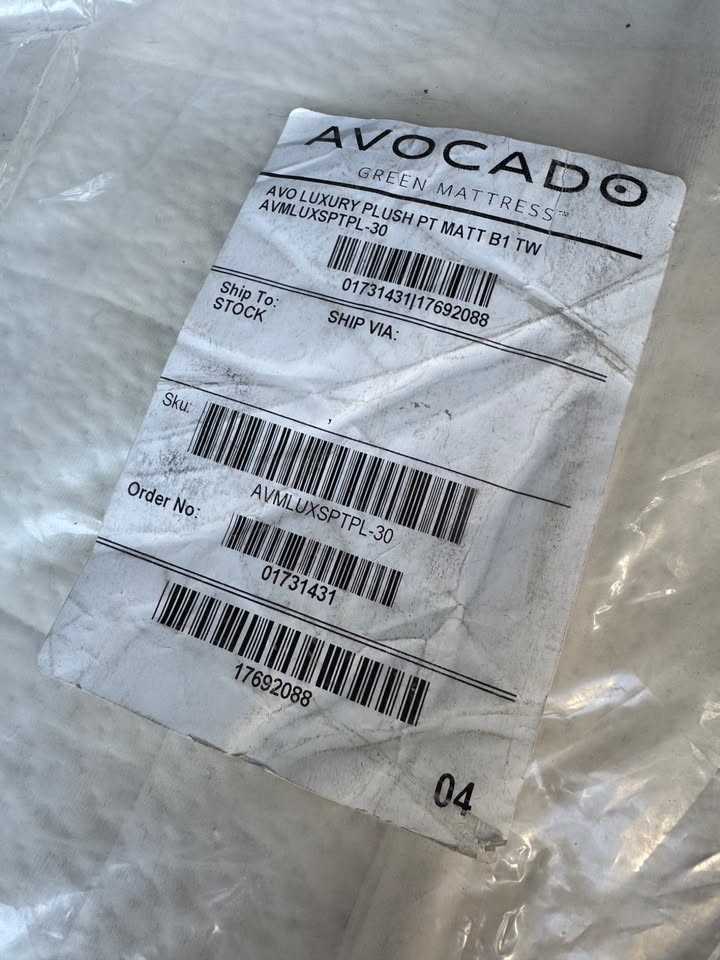 AVOCADO
GREEN MATTRESS™
AVO LUXURY PLUSH PT MATT B1 TW
AVMLUXSPTPL-30
01731431|17692088
Ship To:
STOCK
SHIP VIA:
,
Sku:
AVMLUXSPTPL-30
Order No:
01731431
17692088
04